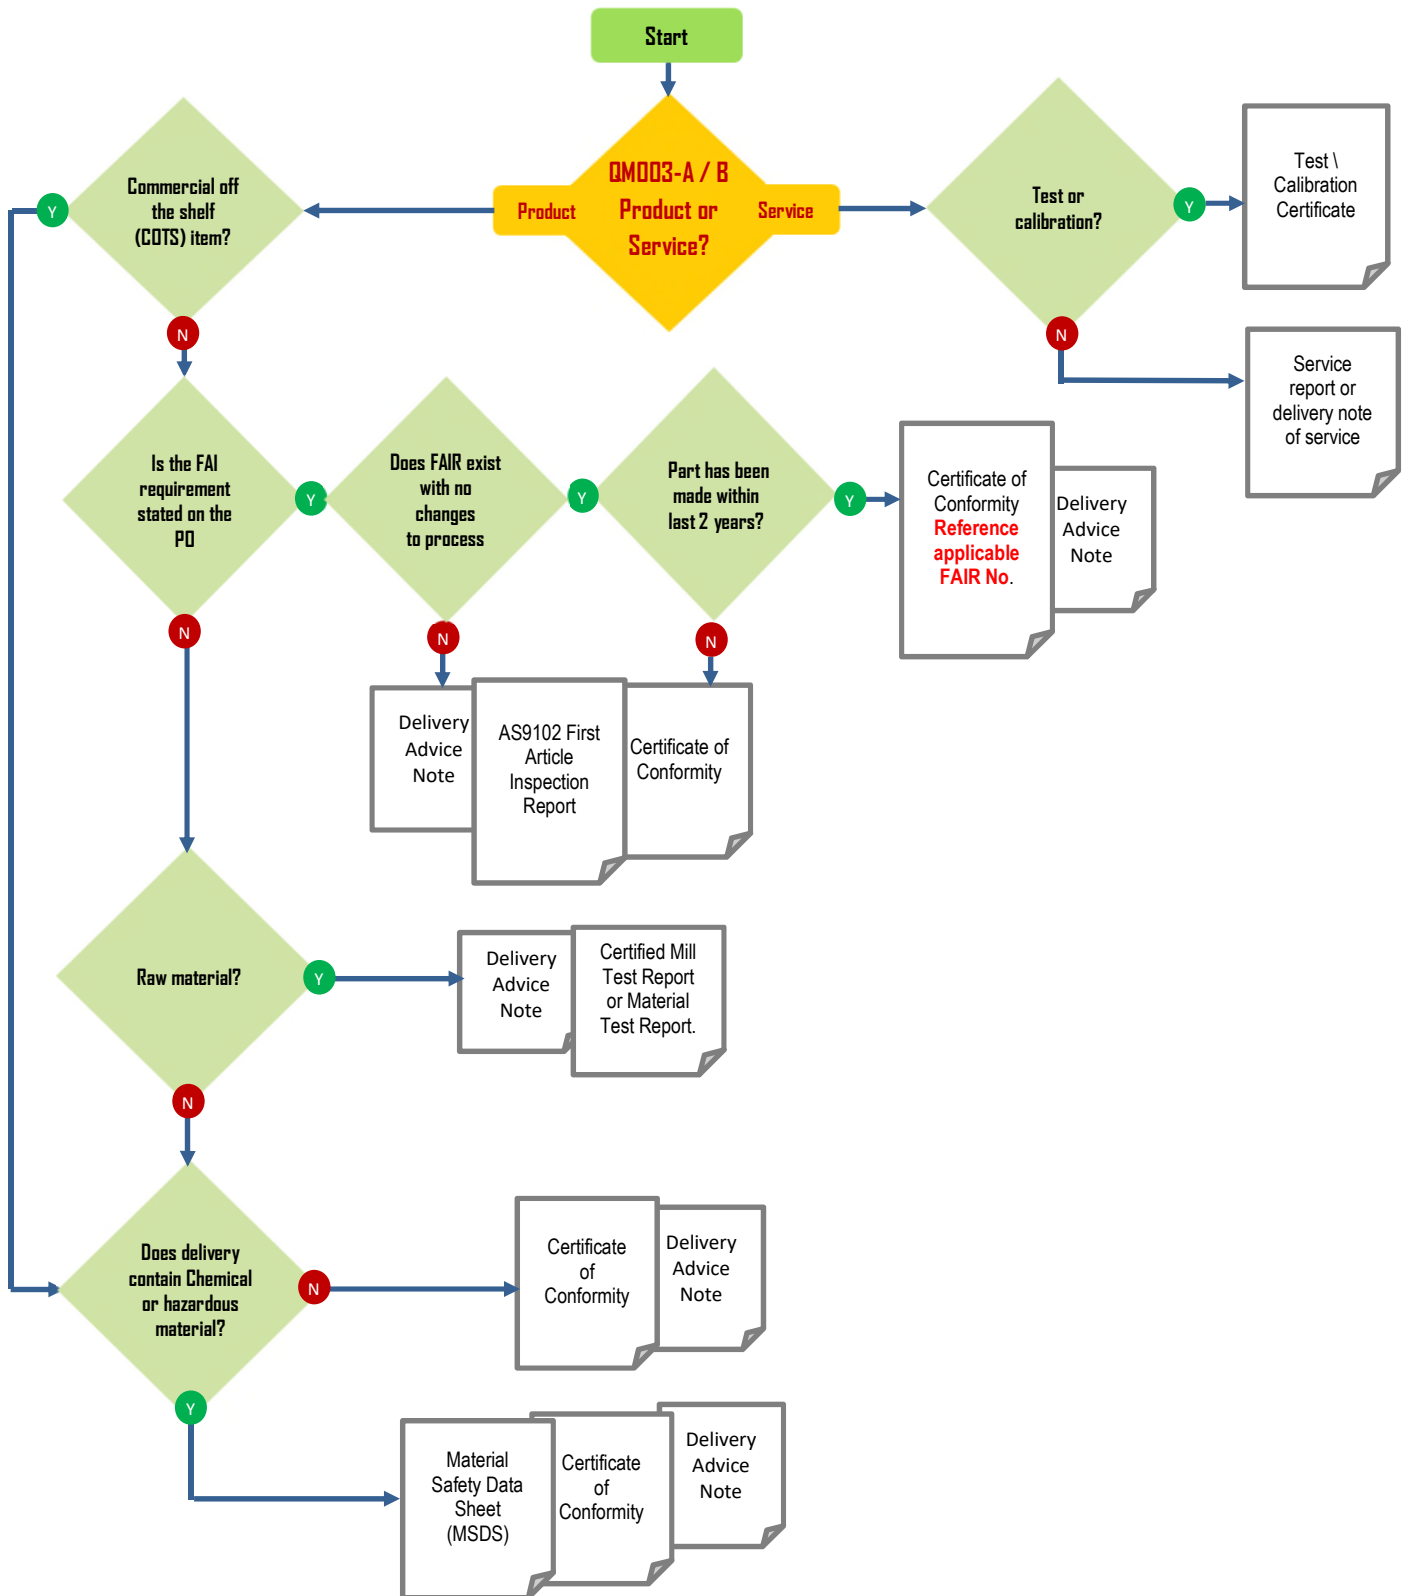 Start
QM003-A / B
Product or
Service?
Product
Service
Commercial off
the shelf
(COTS) item?
Y
N
Test or
calibration?
Y
Test \
Calibration
Certificate
N
Service
report or
delivery note
of service
Is the FAI
requirement
stated on the
PO
Y
Does FAIR exist
with no
changes
to process
Y
Part has been
made within
last 2 years?
Y
Certificate of
Conformity
Reference
applicable
FAIR No.
Delivery
Advice
Note
N
N
N
Delivery
Advice
Note
AS9102 First
Article
Inspection
Report
Certificate of
Conformity
Raw material?
Y
Delivery
Advice
Note
Certified Mill
Test Report
or Material
Test Report.
N
Does delivery
contain Chemical
or hazardous
material?
N
Certificate
of
Conformity
Delivery
Advice
Note
Y
Material
Safety Data
Sheet
(MSDS)
Certificate
of
Conformity
Delivery
Advice
Note